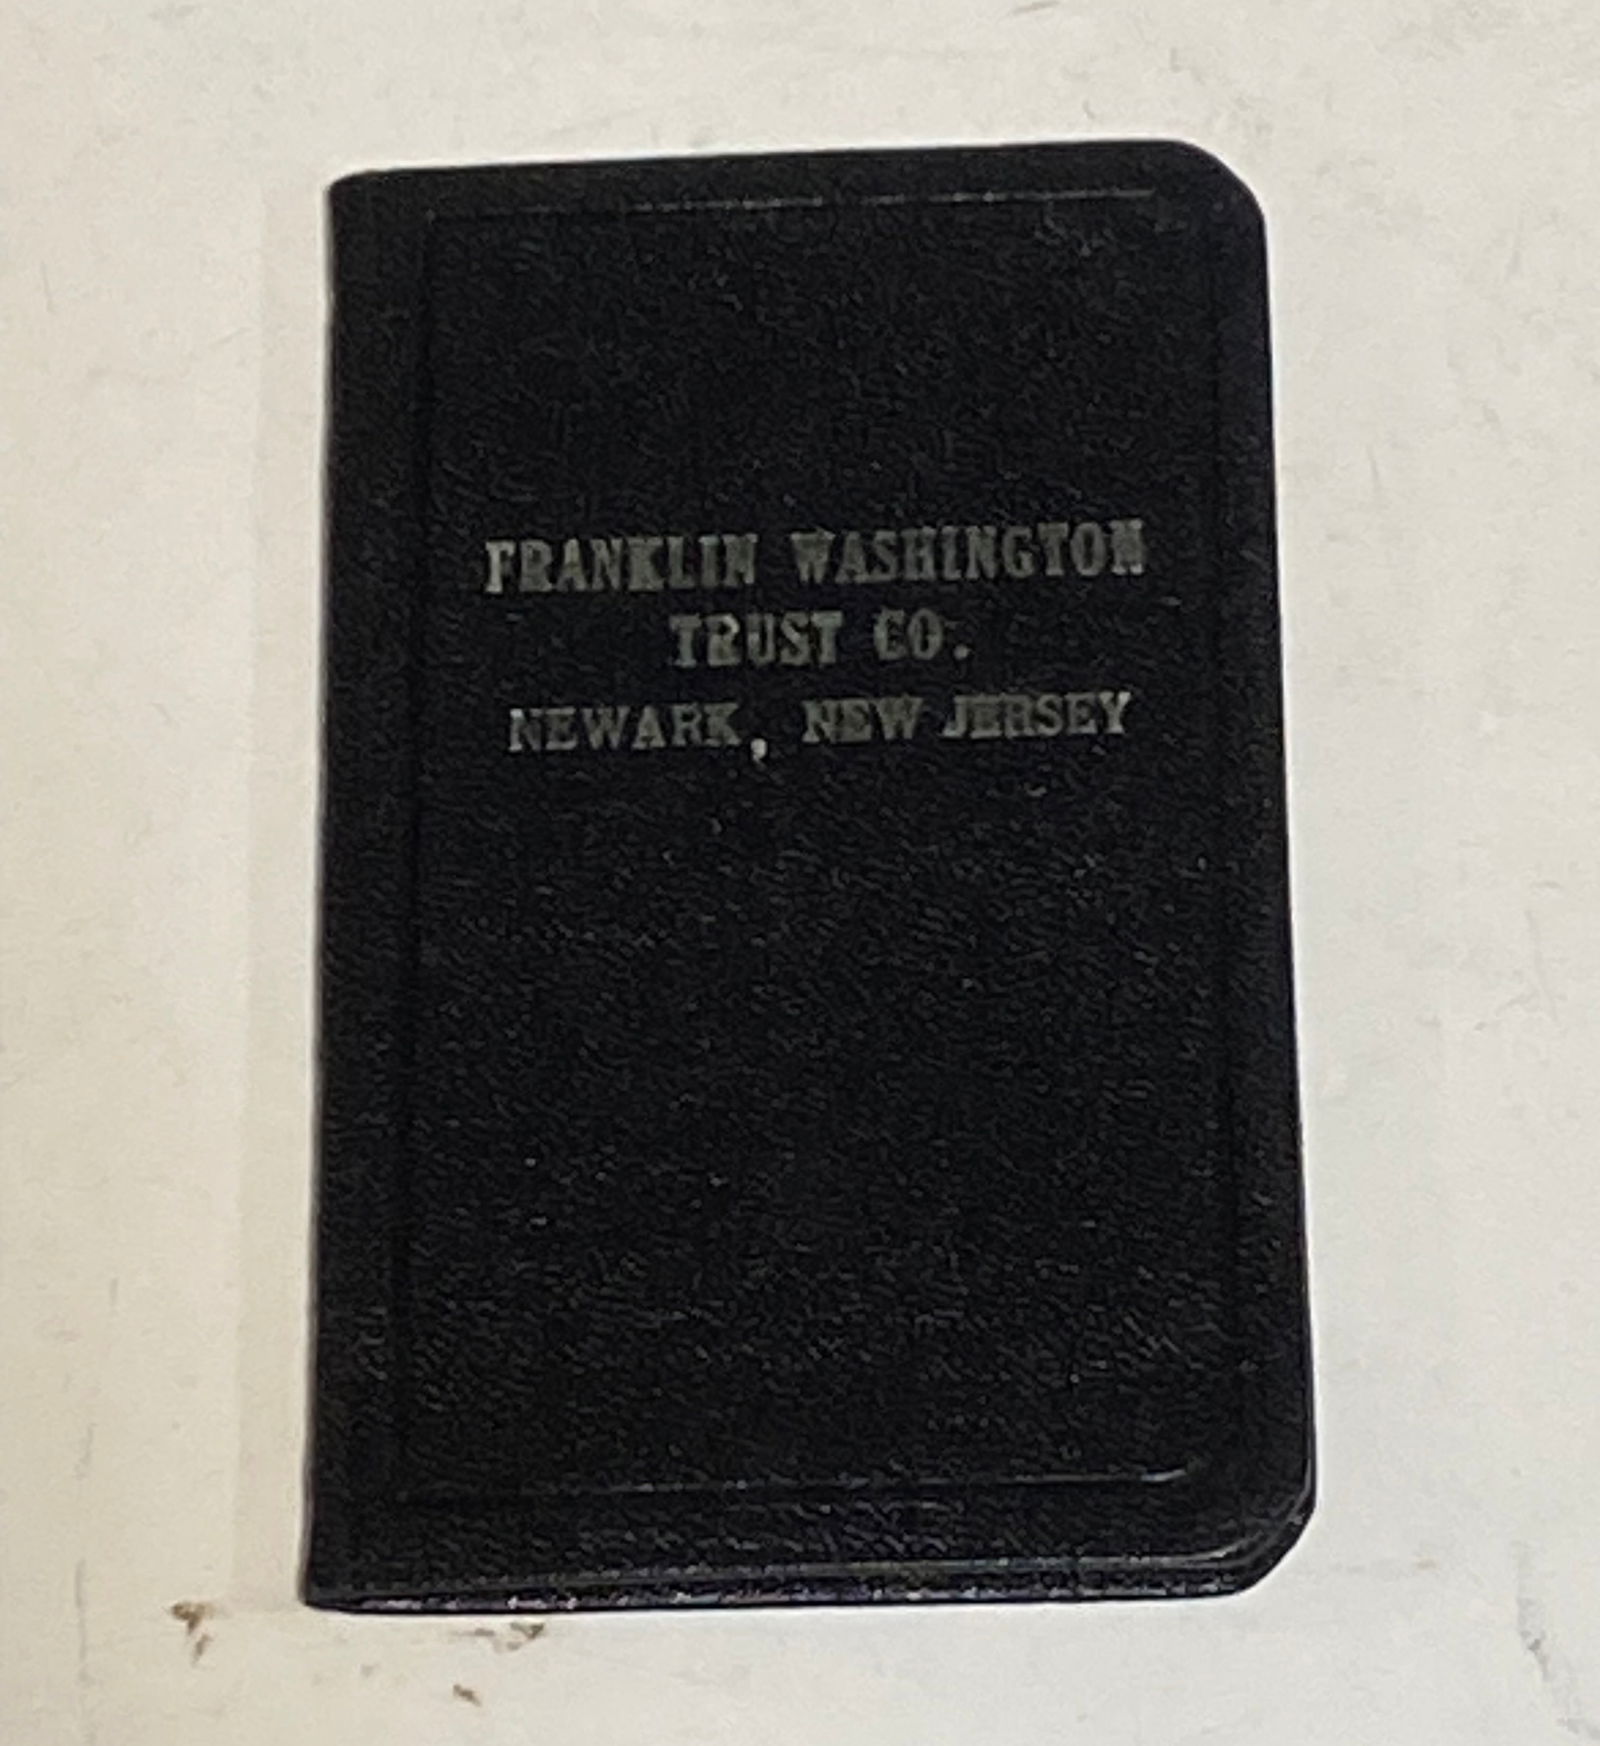 FRANKLIN WASHINGTON
TRUST CO.
NEWARK, NEW JERSEY